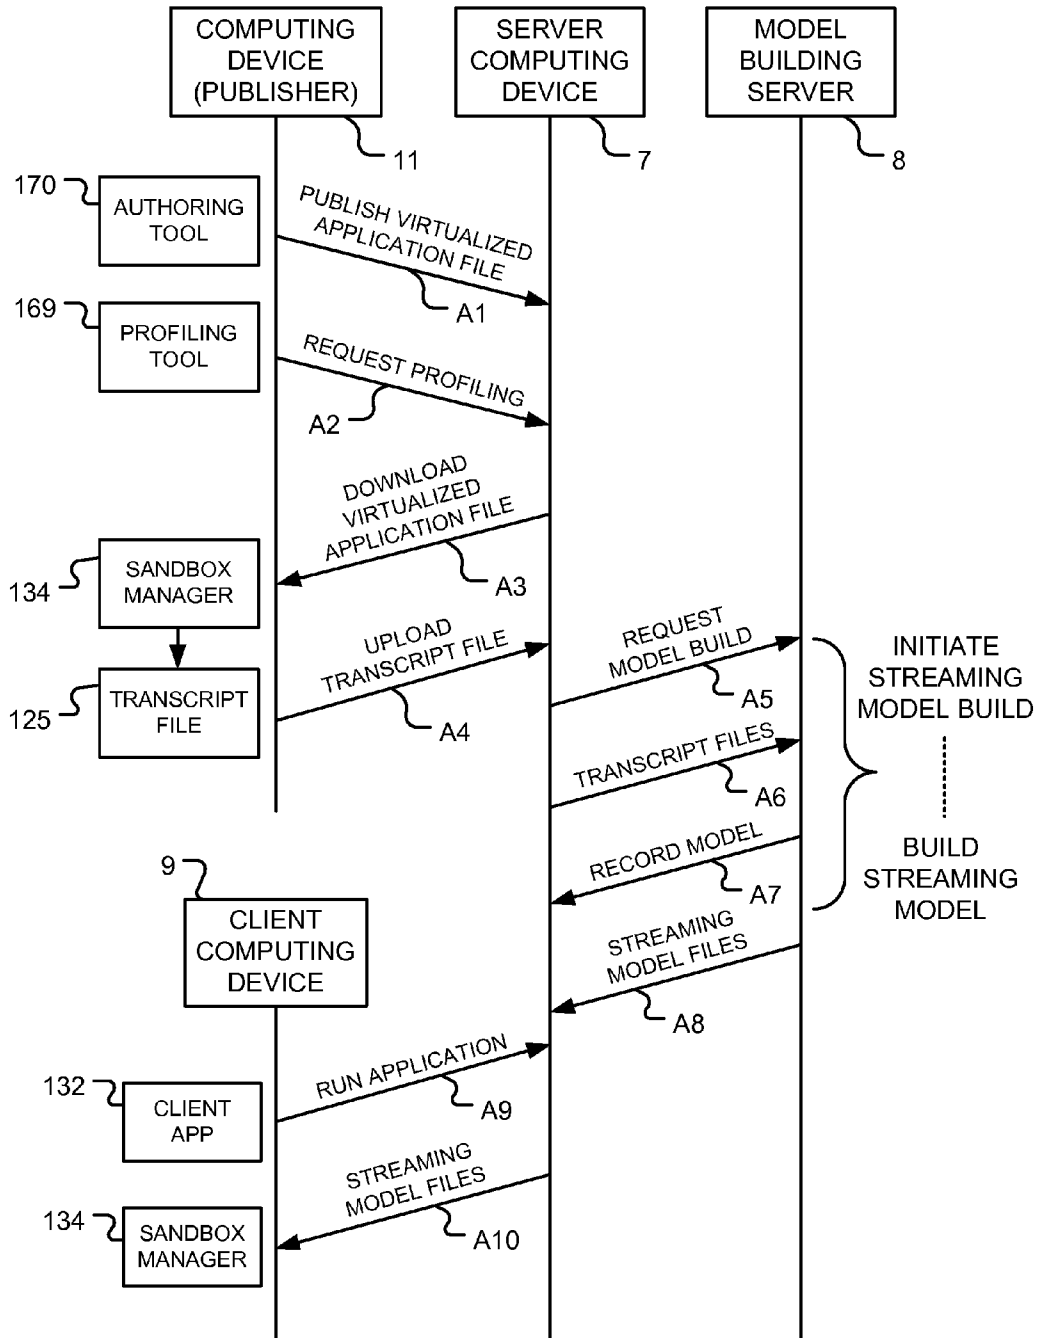 COMPUTING
DEVICE
(PUBLISHER)
SERVER
COMPUTING
DEVICE
MODEL
BUILDING
SERVER
11
7
8
170
AUTHORING
TOOL
PUBLISH VIRTUALIZED
APPLICATION FILE
A1
169
PROFILING
TOOL
REQUEST PROFILING
A2
DOWNLOAD
VIRTUALIZED
APPLICATION FILE
A3
134
SANDBOX
MANAGER
UPLOAD
TRANSCRIPT FILE
A4
125
TRANSCRIPT
FILE
REQUEST
MODEL BUILD
A5
TRANSCRIPT FILES
A6
RECORD MODEL
A7
INITIATE
STREAMING
MODEL BUILD
BUILD
STREAMING
MODEL
9
CLIENT
COMPUTING
DEVICE
STREAMING
MODEL FILES
A8
RUN APPLICATION
A9
132
CLIENT
APP
STREAMING
MODEL FILES
A10
134
SANDBOX
MANAGER